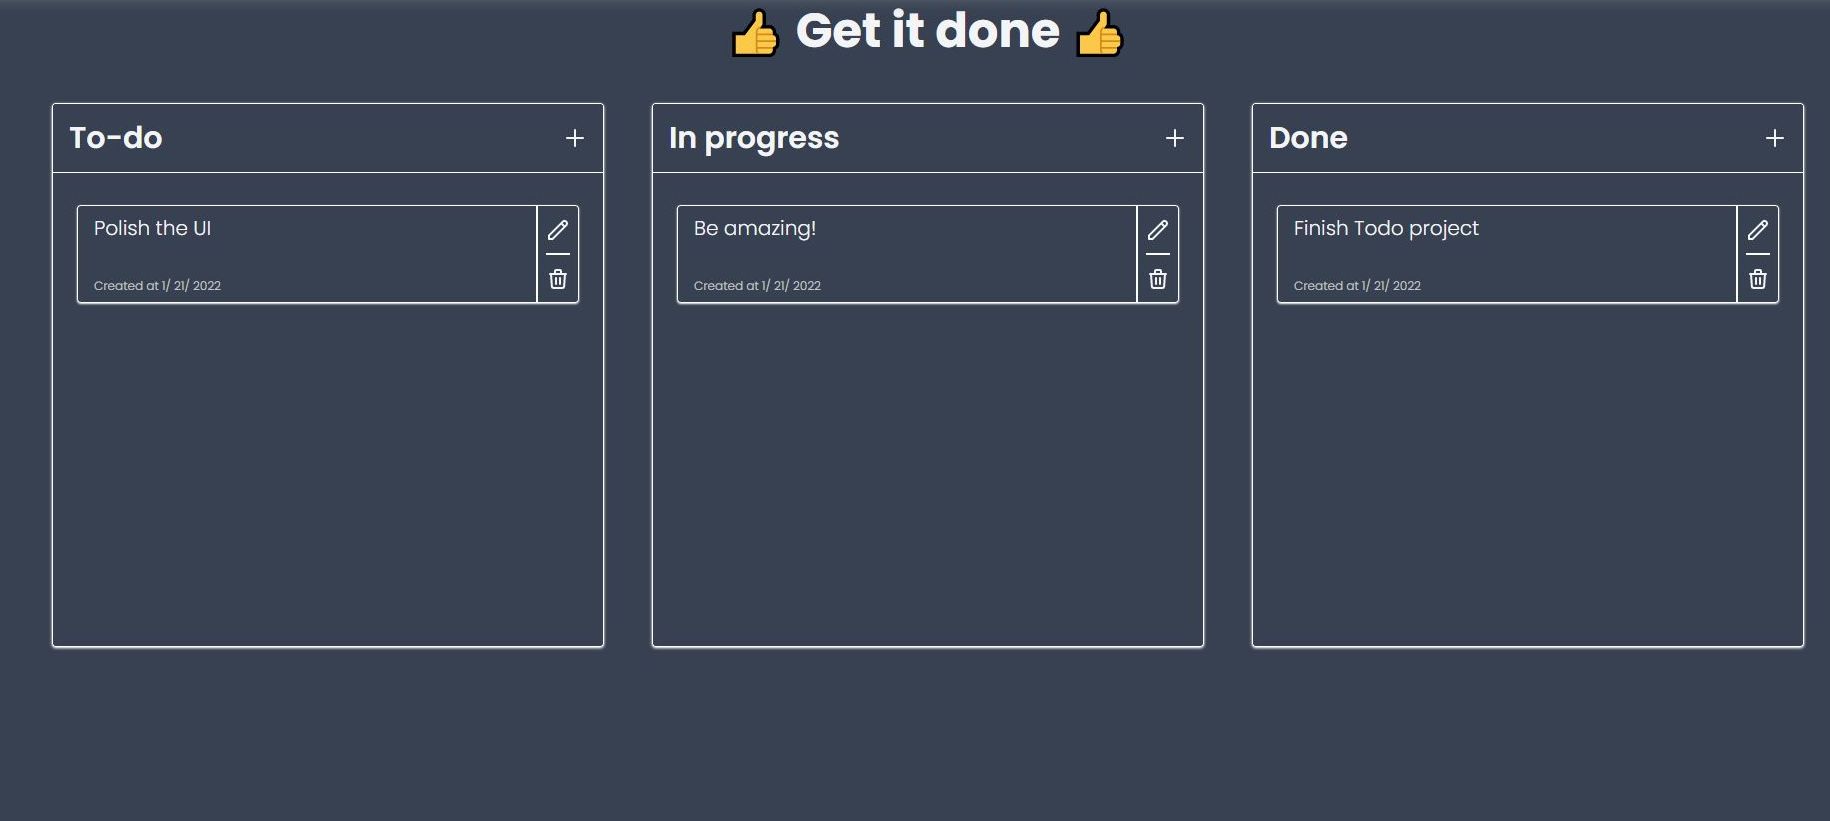 Get it done
To-do
Polish the UI
Created at 1/ 21/ 2022
In progress
Be amazing!
Created at 1/ 21/ 2022
Done
Finish Todo project
Created at 1/ 21/ 2022